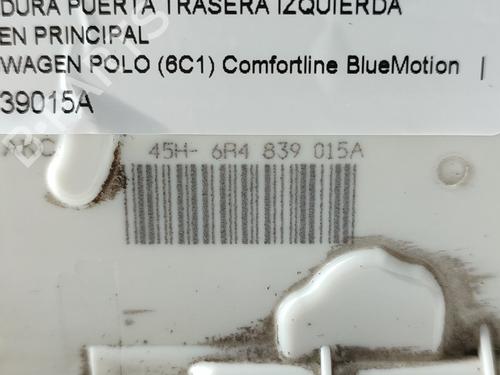 DURA PUERTA TRASERA IZQUIERDA
EN PRINCIPAL
WAGEN POLO (6C1) Comfortline BlueMotion |
39015A
45H- 6R4 839 015A